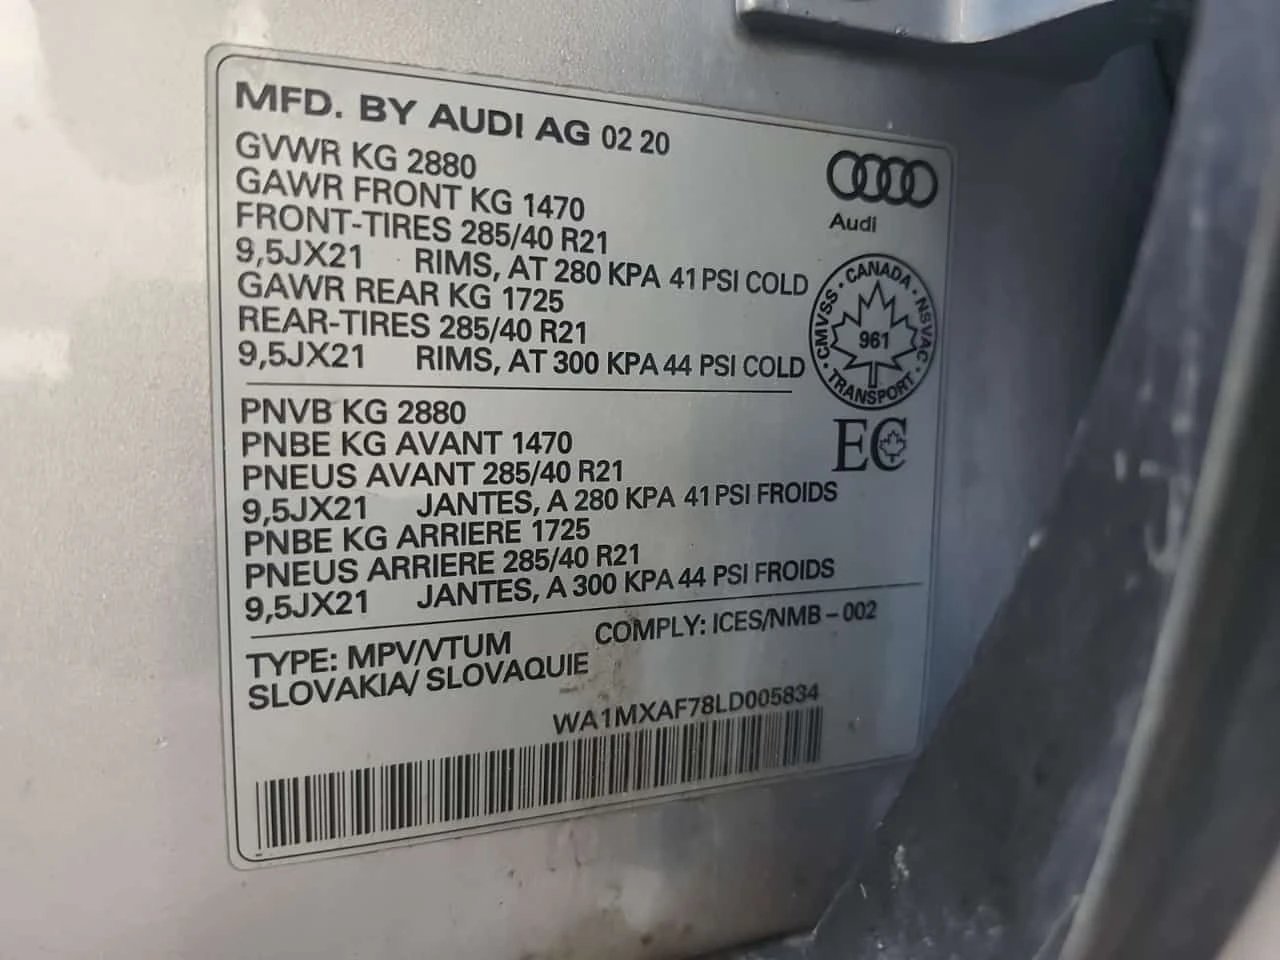 MFD. BY AUDI AG 02 20
GVWR KG 2880
GAWR FRONT KG 1470
FRONT-TIRES 285/40 R21
9,5JX21 RIMS, AT 280 KPA 41 PSI COLD
GAWR REAR KG 1725
REAR-TIRES 285/40 R21
9,5JX21 RIMS, AT 300 KPA 44 PSI COLD
Audi
CMVSS · CANADA · NSVAC · TRANSPORT ·
961
EC
PNVB KG 2880
PNBE KG AVANT 1470
PNEUS AVANT 285/40 R21
9,5JX21 JANTES, A 280 KPA 41 PSI FROIDS
PNBE KG ARRIERE 1725
PNEUS ARRIERE 285/40 R21
9,5JX21 JANTES, A 300 KPA 44 PSI FROIDS
TYPE: MPV/VTUM COMPLY: ICES/NMB – 002
SLOVAKIA/ SLOVAQUIE
WA1MXAF78LD005834